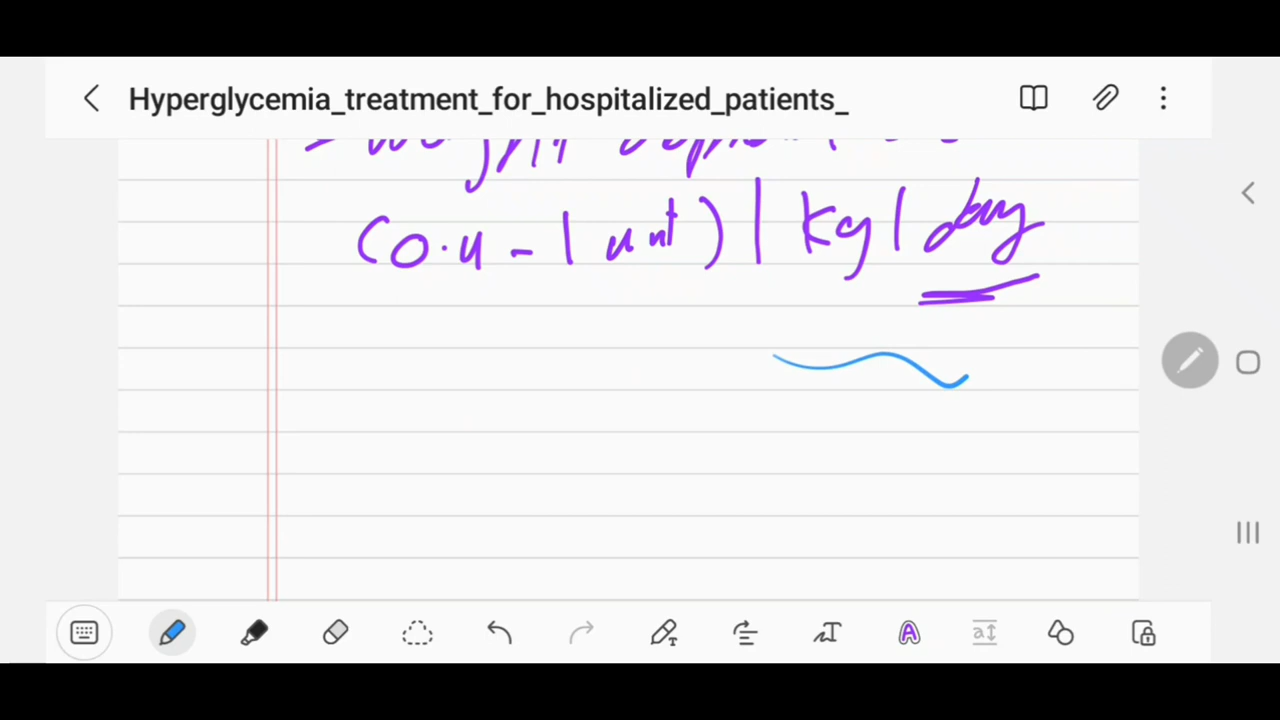 Hyperglycemia_treatment_for_hospitalized_patients_
(0.4 - 1 unit) | kg | day